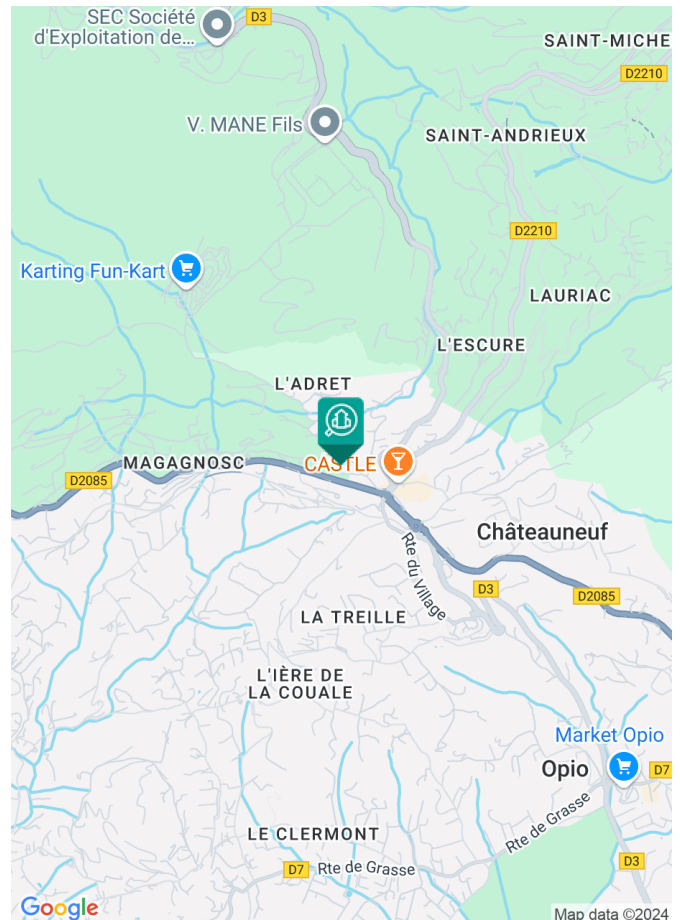 SEC Société
d'Exploitation de...
D3
SAINT-MICHE
D2210
V. MANE Fils
SAINT-ANDRIEUX
D2210
Karting Fun-Kart
LAURIAC
L'ESCURE
L'ADRET
MAGAGNOSC
CASTLE
D2085
Châteauneuf
Rte du Village
D3
D2085
LA TREILLE
L'IÈRE DE
LA COUALE
Market Opio
Opio
D7
Rte de Grasse
LE CLERMONT
D7
Rte de Grasse
D3
Google
Map data ©2024